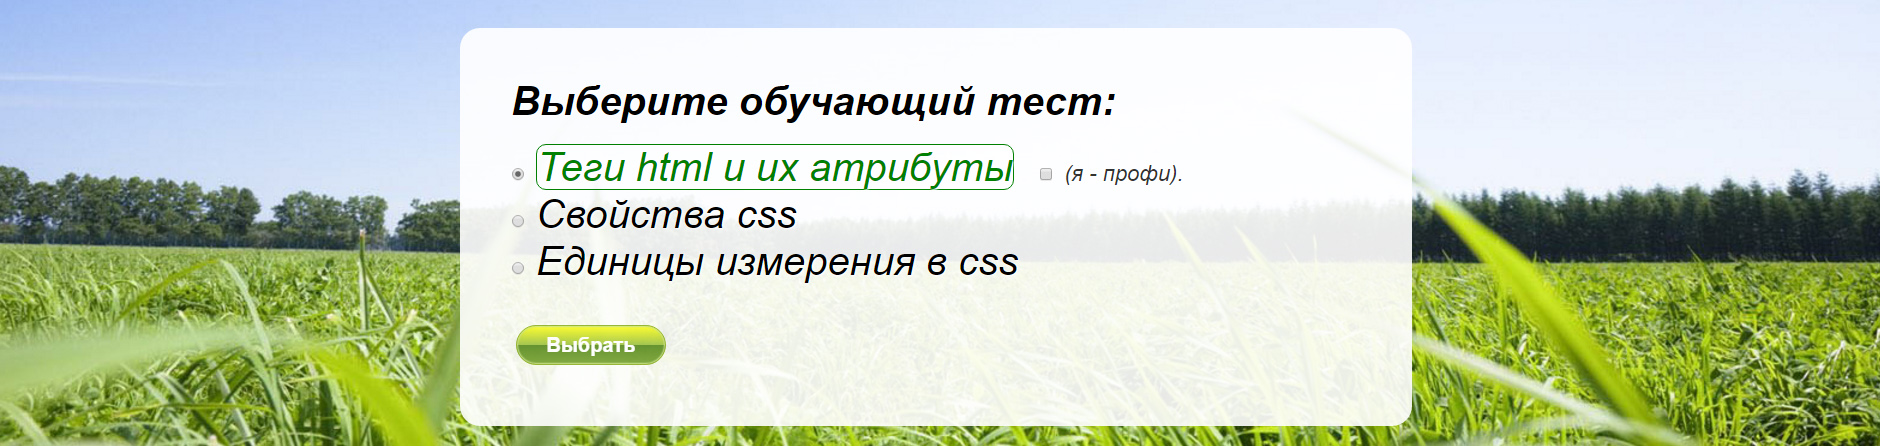 Выберите обучающий тест:
Теги html и их атрибуты (я - профи).
Свойства css
Единицы измерения в css
Выбрать